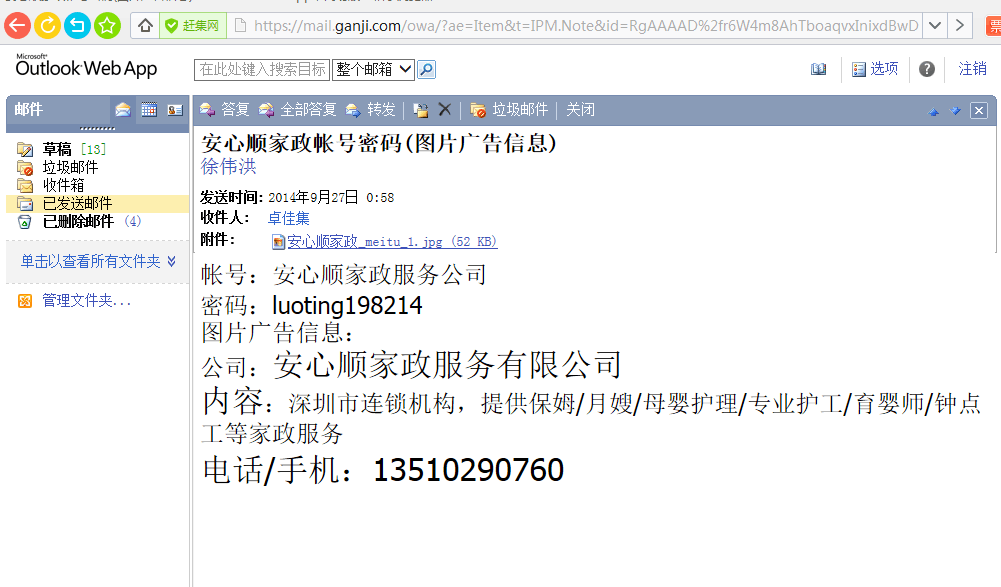 赶集网 https://mail.ganji.com/owa/?ae=Item&t=IPM.Note&id=RgAAAAD%2fr6W4m8AhTboaqvxInixdBwD
Microsoft®
Outlook Web App 在此处键入搜索目标 整个邮箱 选项 注销
邮件 答复 全部答复 转发 垃圾邮件 关闭
草稿 [13]
垃圾邮件
收件箱
已发送邮件
已删除邮件 (4)
单击以查看所有文件夹
管理文件夹...
安心顺家政帐号密码(图片广告信息)
徐伟洪
发送时间: 2014年9月27日 0:58
收件人: 卓佳集
附件: 安心顺家政_meitu_1.jpg (52 KB)
帐号：安心顺家政服务公司
密码：luoting198214
图片广告信息：
公司：安心顺家政服务有限公司
内容：深圳市连锁机构，提供保姆/月嫂/母婴护理/专业护工/育婴师/钟点
工等家政服务
电话/手机：13510290760